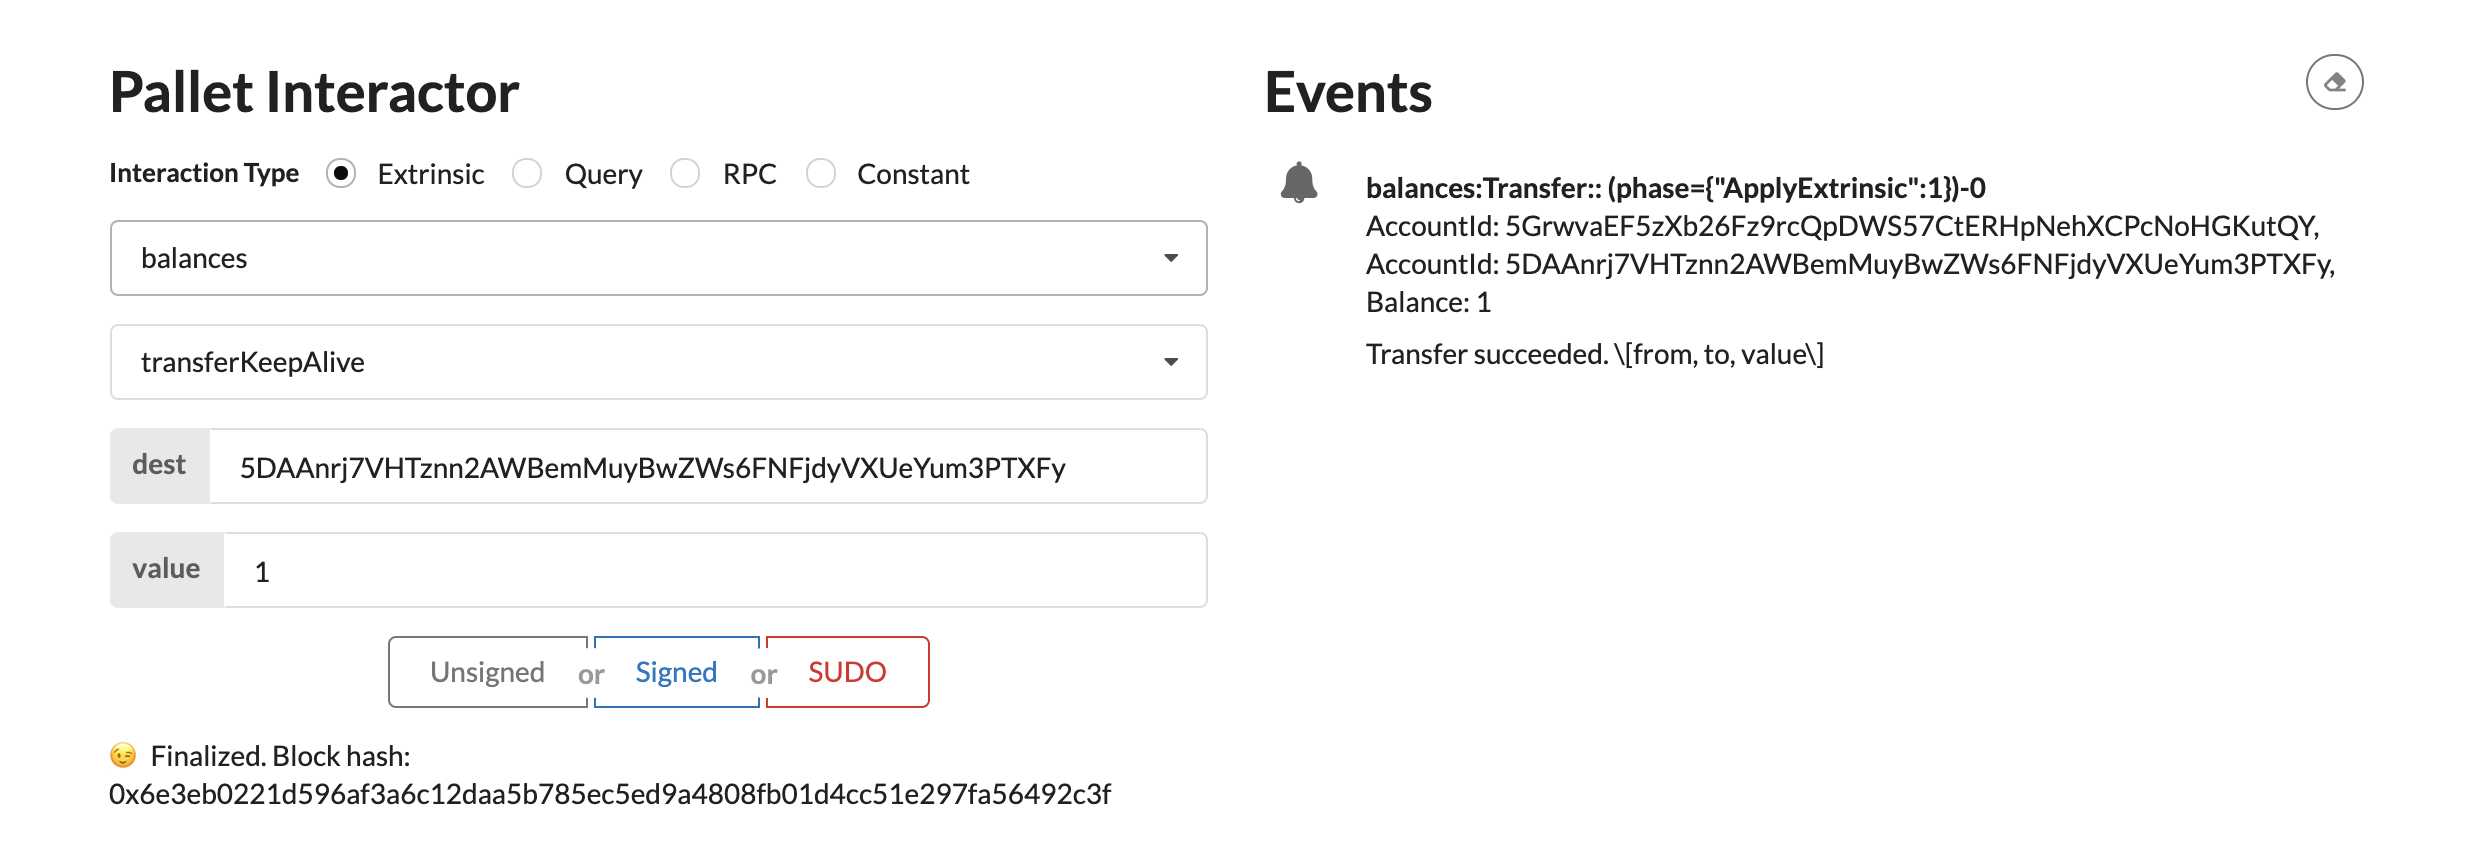 Pallet Interactor
Interaction Type Extrinsic Query RPC Constant
balances
transferKeepAlive
dest 5DAAnrj7VHTznn2AWBemMuyBwZWs6FNFjdyVXUeYum3PTXFy
value 1
Unsigned or Signed or SUDO
😉 Finalized. Block hash:
0x6e3eb0221d596af3a6c12daa5b785ec5ed9a4808fb01d4cc51e297fa56492c3f
Events
balances:Transfer:: (phase={"ApplyExtrinsic":1})-0
AccountId: 5GrwvaEF5zXb26Fz9rcQpDWS57CtERHpNehXCPcNoHGKutQY,
AccountId: 5DAAnrj7VHTznn2AWBemMuyBwZWs6FNFjdyVXUeYum3PTXFy,
Balance: 1
Transfer succeeded. \[from, to, value\]